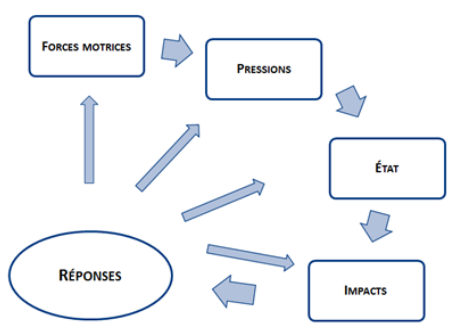 FORCES MOTRICES
PRESSIONS
ÉTAT
RÉPONSES
IMPACTS